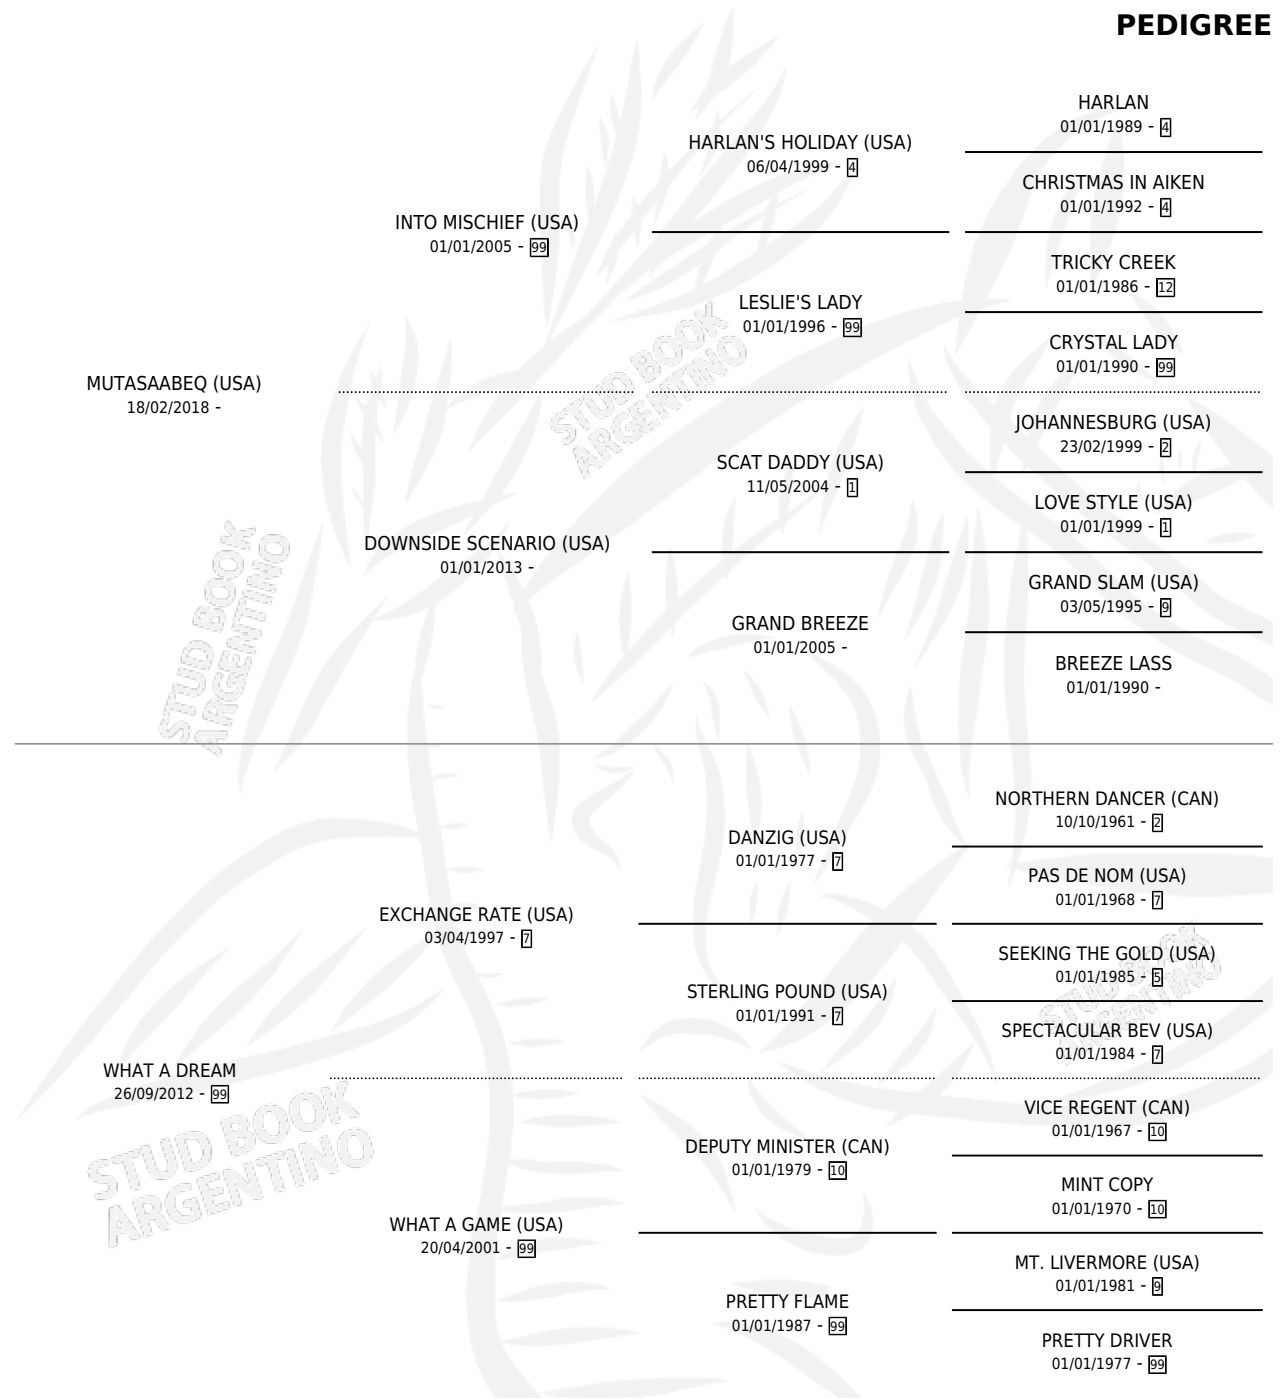 PEDIGREE
HARLAN
01/01/1989 - 4
HARLAN'S HOLIDAY (USA)
06/04/1999 - 4
CHRISTMAS IN AIKEN
01/01/1992 - 4
INTO MISCHIEF (USA)
01/01/2005 - 99
TRICKY CREEK
01/01/1986 - 12
LESLIE'S LADY
01/01/1996 - 99
CRYSTAL LADY
01/01/1990 - 99
MUTASAABEQ (USA)
18/02/2018 -
JOHANNESBURG (USA)
23/02/1999 - 2
SCAT DADDY (USA)
11/05/2004 - 1
LOVE STYLE (USA)
01/01/1999 - 1
DOWNSIDE SCENARIO (USA)
01/01/2013 -
GRAND SLAM (USA)
03/05/1995 - 9
GRAND BREEZE
01/01/2005 -
BREEZE LASS
01/01/1990 -
NORTHERN DANCER (CAN)
10/10/1961 - 2
DANZIG (USA)
01/01/1977 - 7
PAS DE NOM (USA)
01/01/1968 - 7
EXCHANGE RATE (USA)
03/04/1997 - 7
SEEKING THE GOLD (USA)
01/01/1985 - 5
STERLING POUND (USA)
01/01/1991 - 7
SPECTACULAR BEV (USA)
01/01/1984 - 7
WHAT A DREAM
26/09/2012 - 99
VICE REGENT (CAN)
01/01/1967 - 10
DEPUTY MINISTER (CAN)
01/01/1979 - 10
MINT COPY
01/01/1970 - 10
WHAT A GAME (USA)
20/04/2001 - 99
MT. LIVERMORE (USA)
01/01/1981 - 9
PRETTY FLAME
01/01/1987 - 99
PRETTY DRIVER
01/01/1977 - 99
STUD BOOK
ARGENTINO
STUD BOOK
ARGENTINO
STUD BOOK
ARGENTINO
STUD BOOK
ARGENTINO